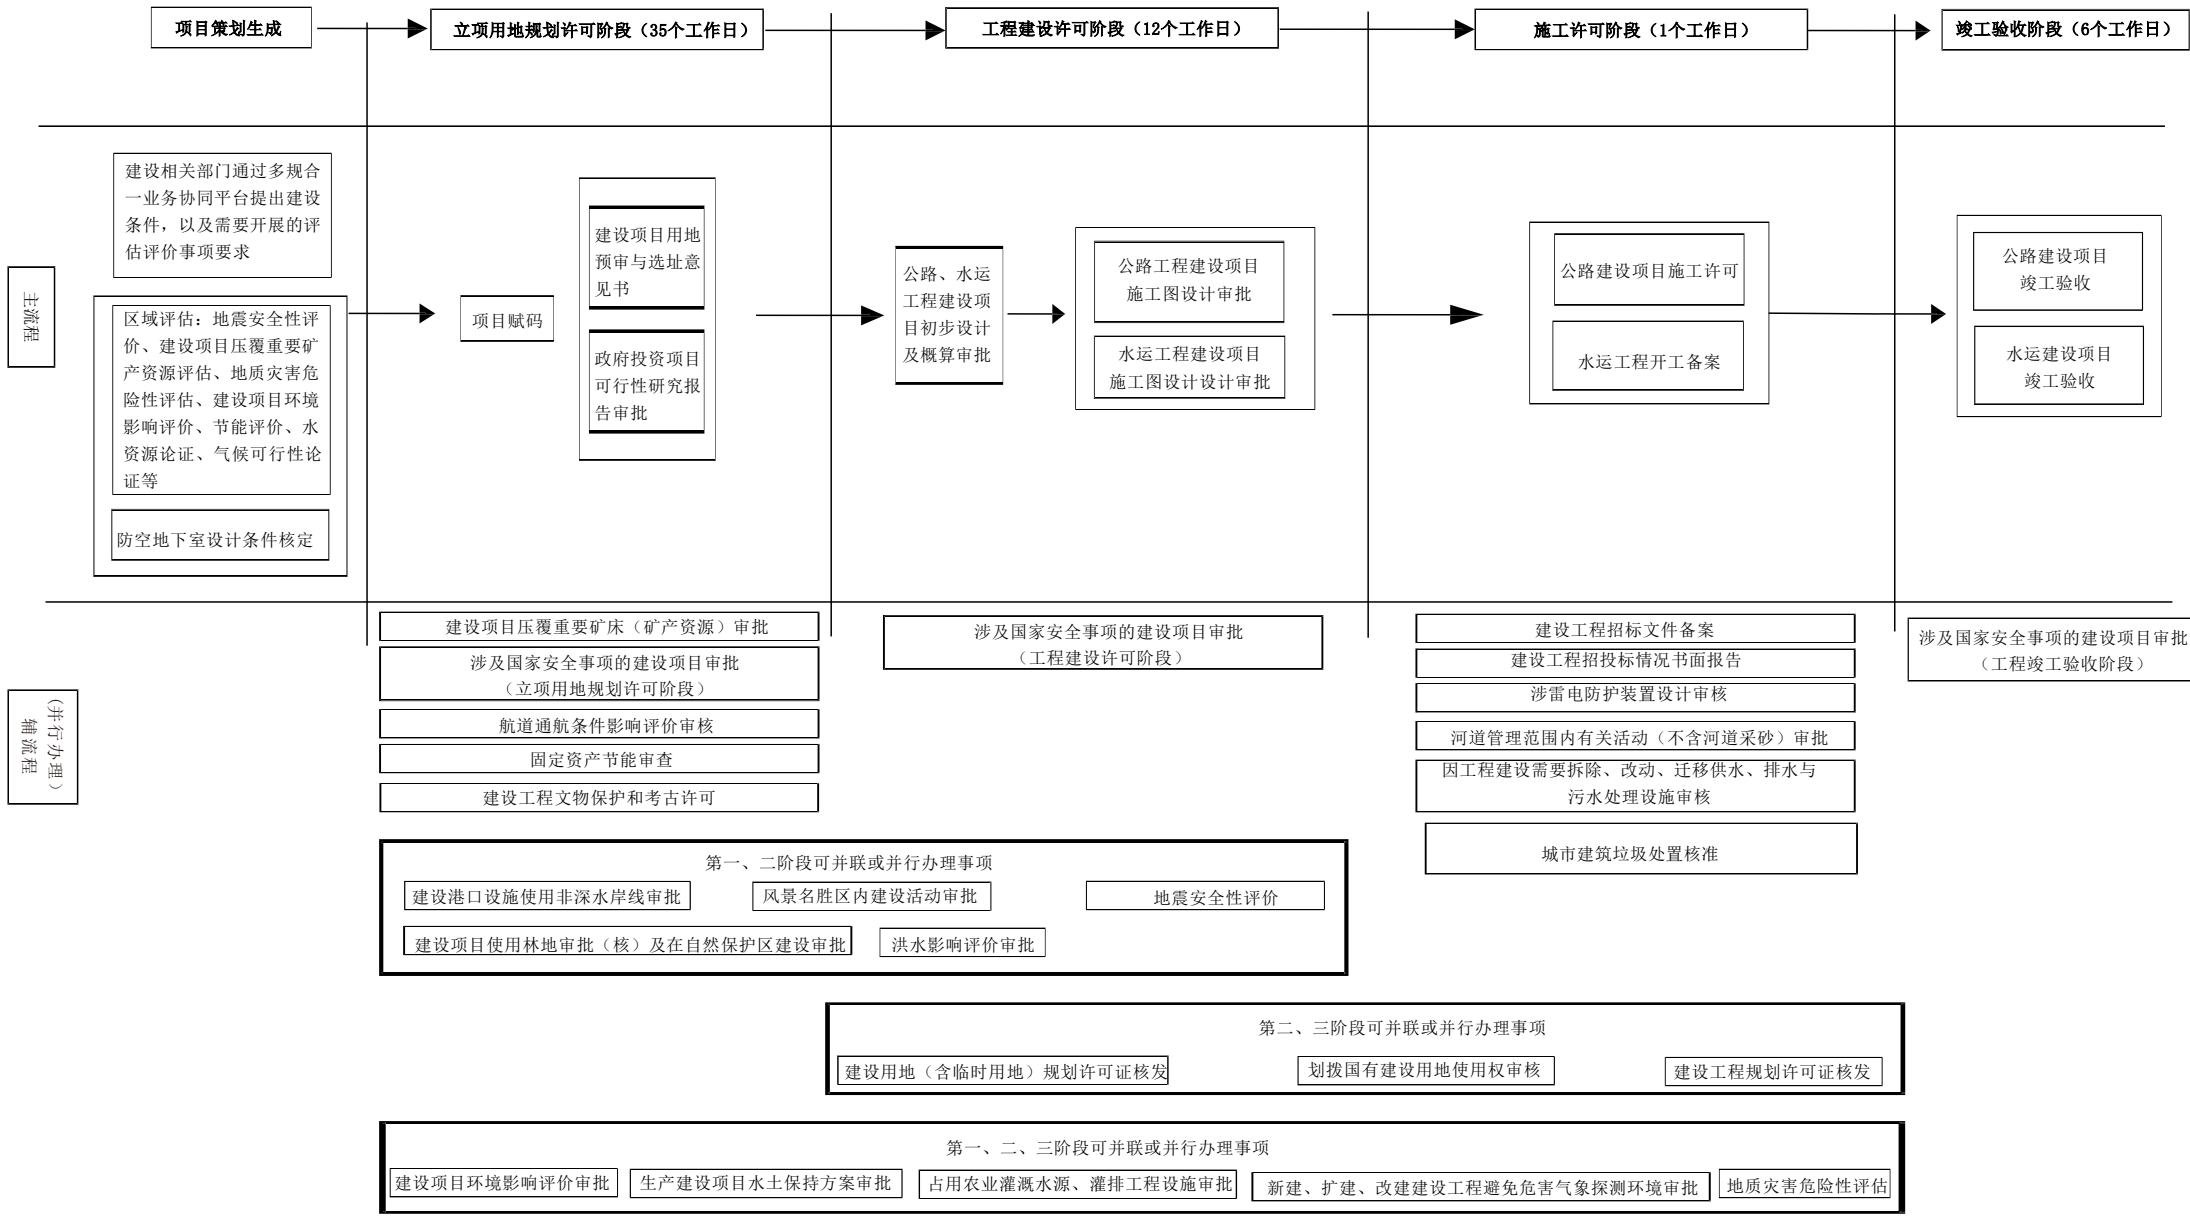 项目策划生成
立项用地规划许可阶段（35个工作日）
工程建设许可阶段（12个工作日）
施工许可阶段（1个工作日）
竣工验收阶段（6个工作日）
主流程
建设相关部门通过多规合
一业务协同平台提出建设
条件，以及需要开展的评
估评价事项要求
区域评估：地震安全性评
价、建设项目压覆重要矿
产资源评估、地质灾害危
险性评估、建设项目环境
影响评价、节能评价、水
资源论证、气候可行性论
证等
防空地下室设计条件核定
项目赋码
建设项目用地
预审与选址意
见书
政府投资项目
可行性研究报
告审批
公路、水运
工程建设项
目初步设计
及概算审批
公路工程建设项目
施工图设计审批
水运工程建设项目
施工图设计设计审批
公路建设项目施工许可
水运工程开工备案
公路建设项目
竣工验收
水运建设项目
竣工验收
（并行办理）
辅流程
建设项目压覆重要矿床（矿产资源）审批
涉及国家安全事项的建设项目审批
（立项用地规划许可阶段）
航道通航条件影响评价审核
固定资产节能审查
建设工程文物保护和考古许可
涉及国家安全事项的建设项目审批
（工程建设许可阶段）
建设工程招标文件备案
建设工程招投标情况书面报告
涉雷电防护装置设计审核
河道管理范围内有关活动（不含河道采砂）审批
因工程建设需要拆除、改动、迁移供水、排水与
污水处理设施审核
城市建筑垃圾处置核准
涉及国家安全事项的建设项目审批
（工程竣工验收阶段）
第一、二阶段可并联或并行办理事项
建设港口设施使用非深水岸线审批
风景名胜区内建设活动审批
地震安全性评价
建设项目使用林地审批（核）及在自然保护区建设审批
洪水影响评价审批
第二、三阶段可并联或并行办理事项
建设用地（含临时用地）规划许可证核发
划拨国有建设用地使用权审核
建设工程规划许可证核发
第一、二、三阶段可并联或并行办理事项
建设项目环境影响评价审批
生产建设项目水土保持方案审批
占用农业灌溉水源、灌排工程设施审批
新建、扩建、改建建设工程避免危害气象探测环境审批
地质灾害危险性评估